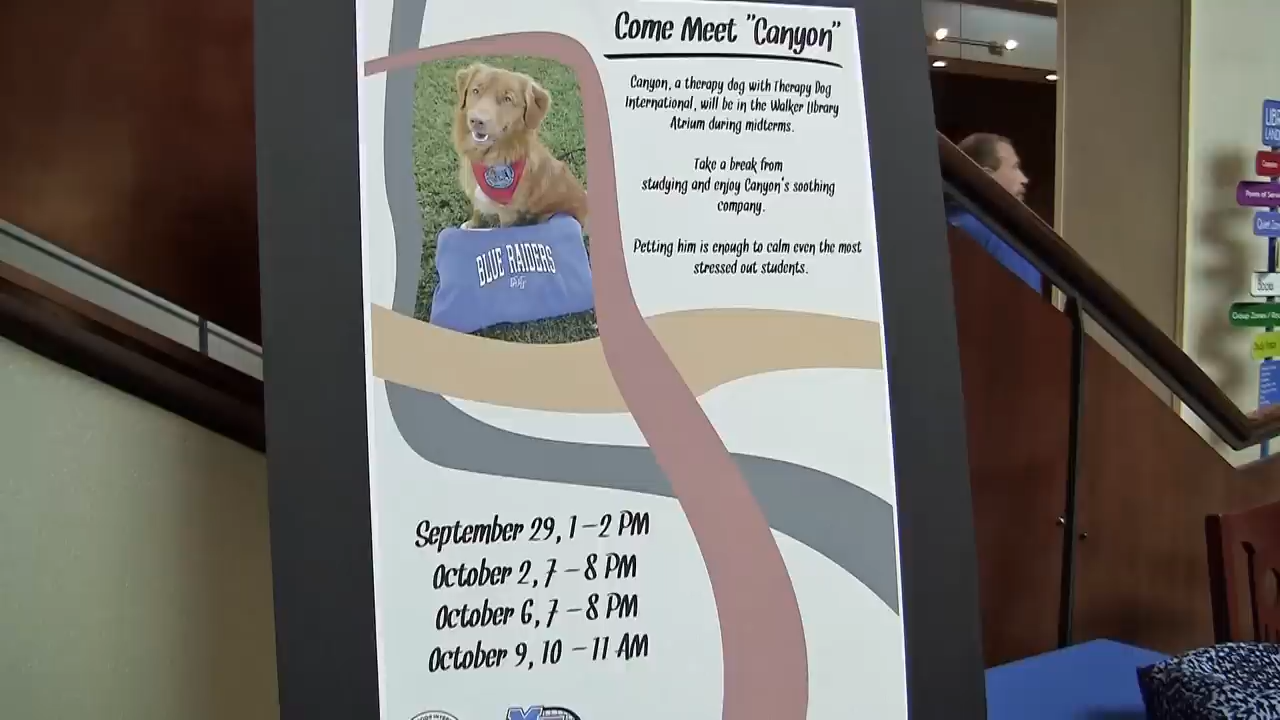 Come Meet "Canyon"
Canyon, a therapy dog with Therapy Dog
International, will be in the Walker Library
Atrium during midterms.
Take a break from
studying and enjoy Canyon's soothing
company.
Petting him is enough to calm even the most
stressed out students.
BLUE RAIDERS
September 29, 1-2 PM
October 2, 7 - 8 PM
October 6, 7 - 8 PM
October 9, 10 - 11 AM
Books